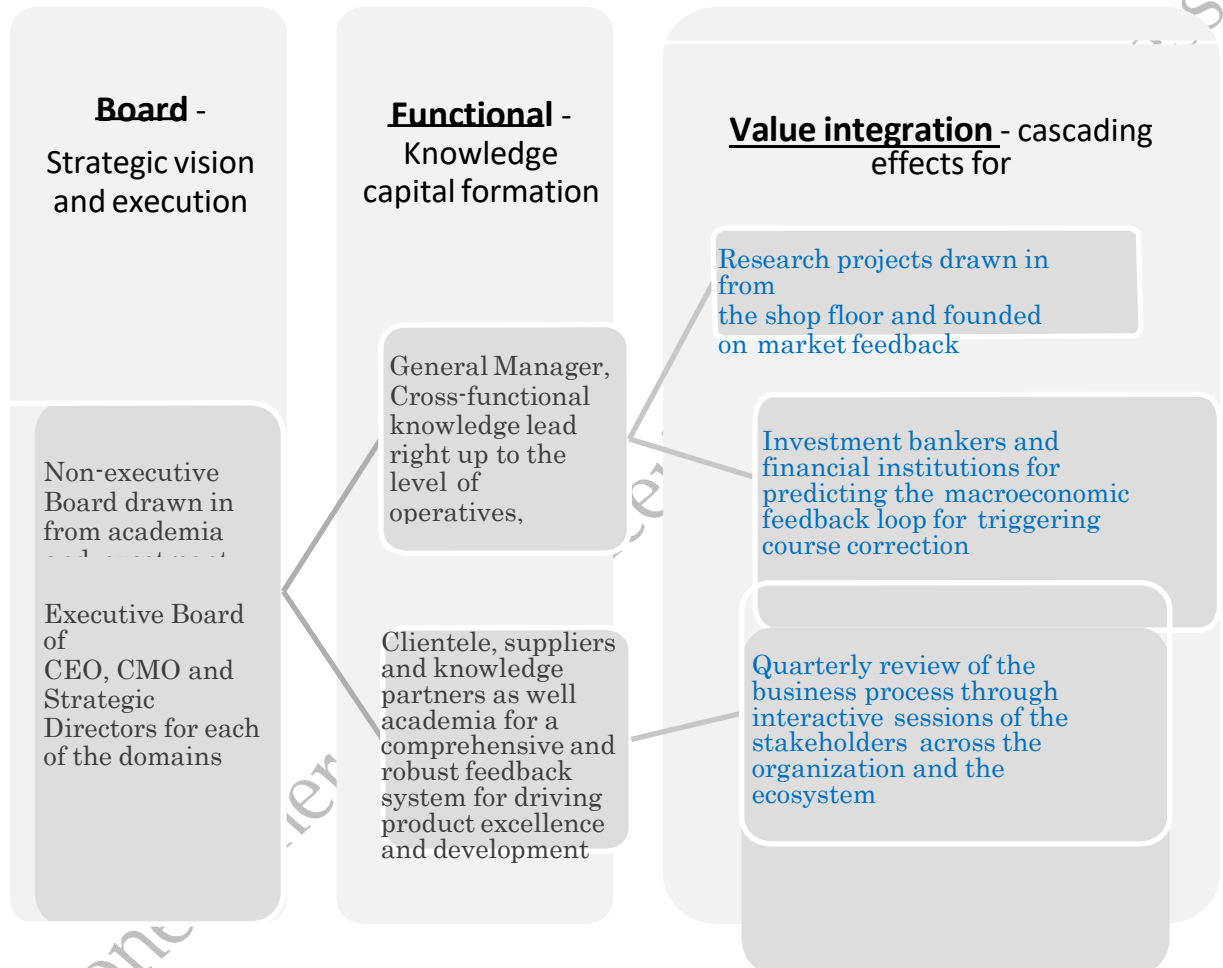 Board -
Strategic vision
and execution
Non-executive
Board drawn in
from academia
Executive Board
of
CEO, CMO and
Strategic
Directors for each
of the domains
Functional -
Knowledge
capital formation
General Manager,
Cross-functional
knowledge lead
right up to the
level of
operatives,
Clientele, suppliers
and knowledge
partners as well
academia for a
comprehensive and
robust feedback
system for driving
product excellence
and development
Value integration - cascading
effects for
Research projects drawn in
from
the shop floor and founded
on market feedback
Investment bankers and
financial institutions for
predicting the macroeconomic
feedback loop for triggering
course correction
Quarterly review of the
business process through
interactive sessions of the
stakeholders across the
organization and the
ecosystem